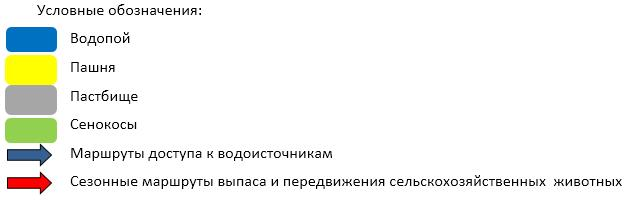 Условные обозначения:
Водопой
Пашня
Пастбище
Сенокосы
Маршруты доступа к водоисточникам
Сезонные маршруты выпаса и передвижения сельскохозяйственных животных